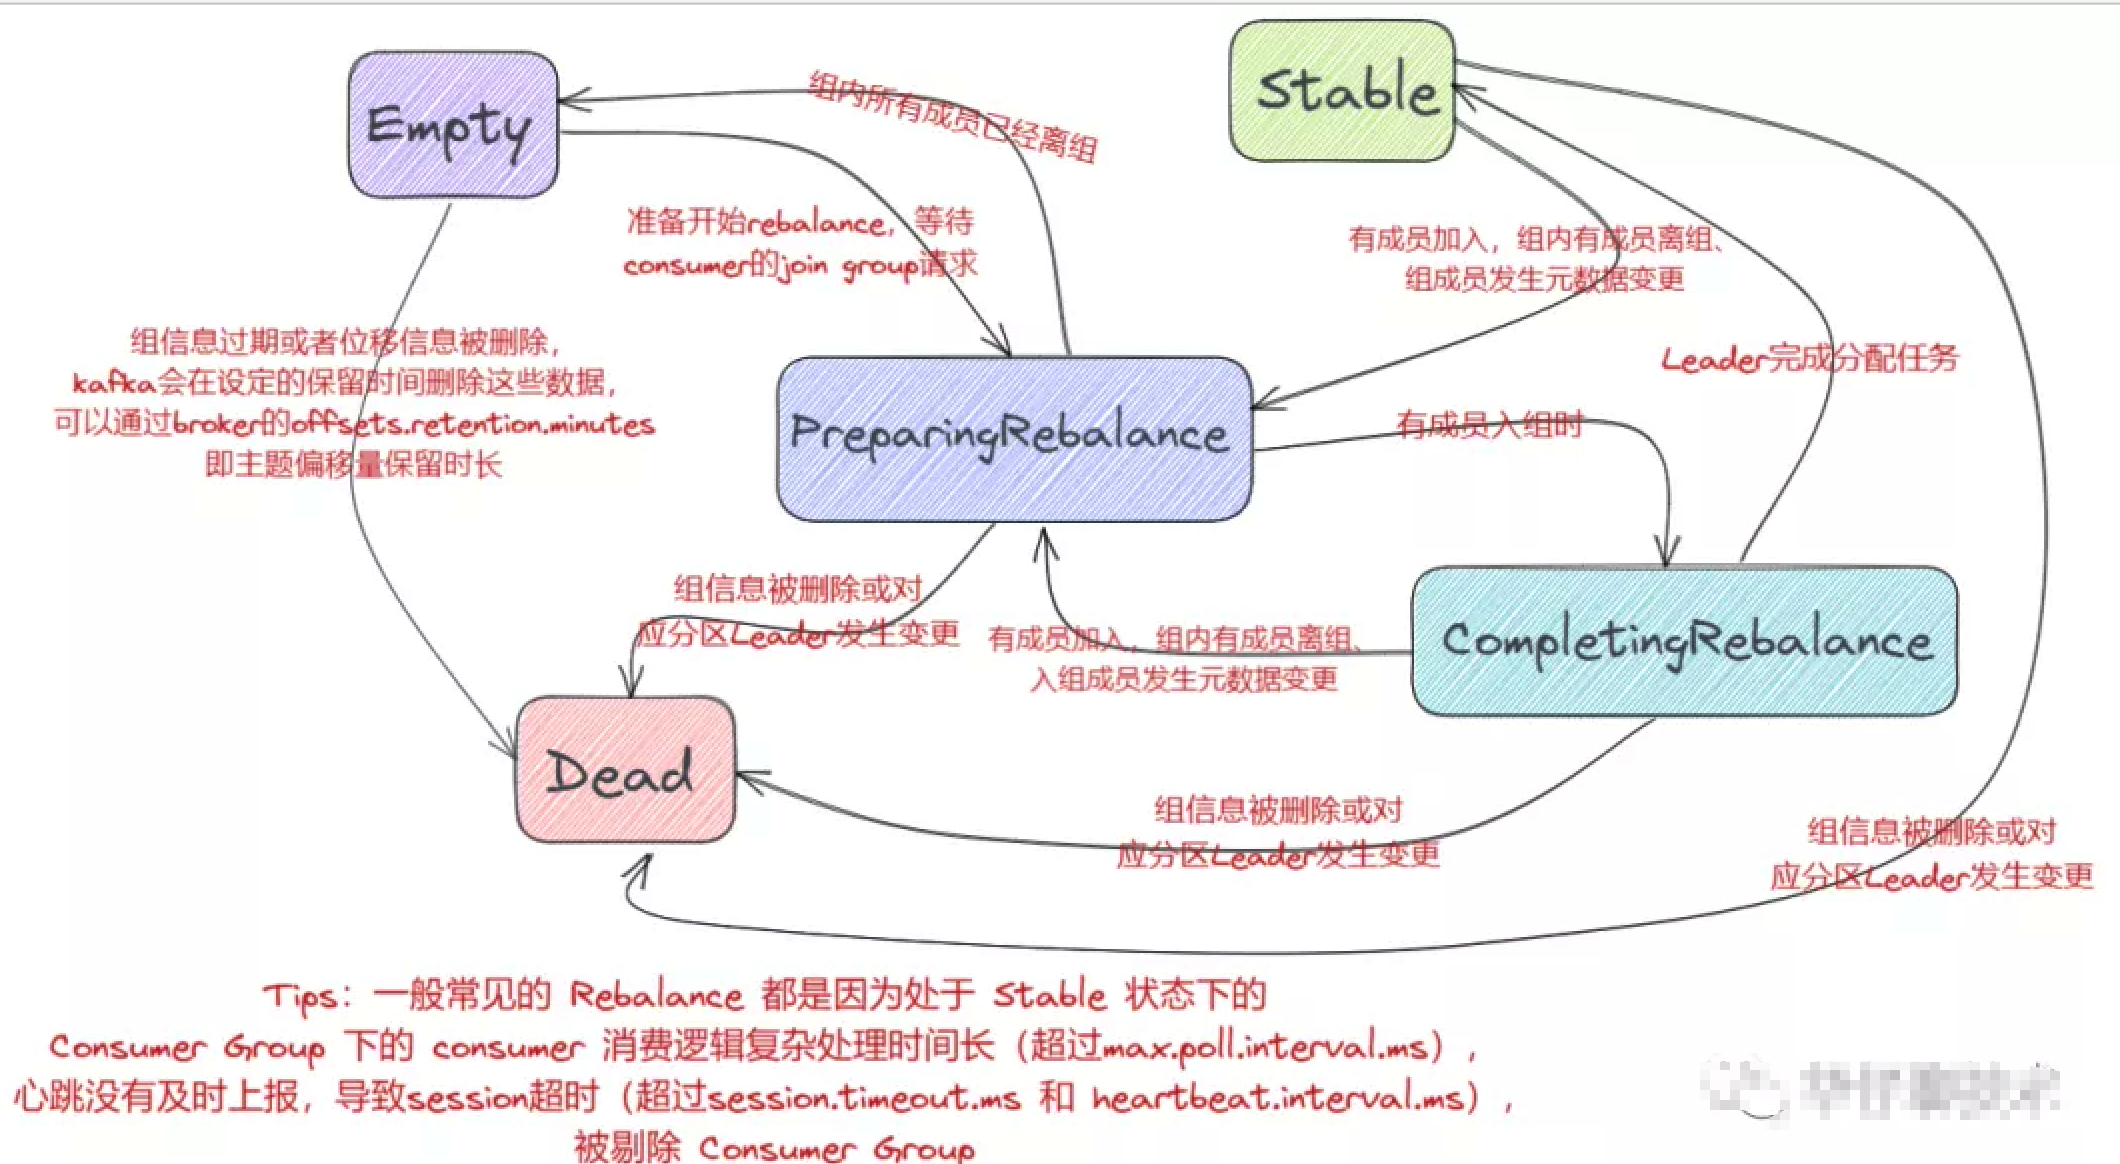 Empty
Stable
组内所有成员已经离组
准备开始rebalance，等待
consumer的join group请求
有成员加入，组内有成员离组、
组成员发生元数据变更
组信息过期或者位移信息被删除，
kafka会在设定的保留时间删除这些数据，
可以通过broker的offsets.retention.minutes
即主题偏移量保留时长
Leader完成分配任务
PreparingRebalance
有成员入组时
组信息被删除或对
应分区Leader发生变更
有成员加入，组内有成员离组、
入组成员发生元数据变更
CompletingRebalance
Dead
组信息被删除或对
应分区Leader发生变更
组信息被删除或对
应分区Leader发生变更
Tips：一般常见的 Rebalance 都是因为处于 Stable 状态下的
Consumer Group 下的 consumer 消费逻辑复杂处理时间长（超过max.poll.interval.ms），
心跳没有及时上报，导致session超时（超过session.timeout.ms 和 heartbeat.interval.ms），
被剔除 Consumer Group